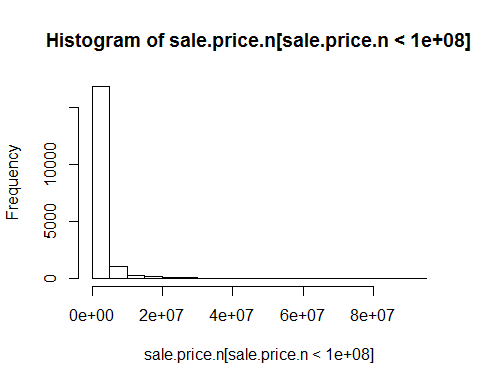 Histogram of sale.price.n[sale.price.n < 1e+08]
Frequency
10000
5000
0
0e+00 2e+07 4e+07 6e+07 8e+07
sale.price.n[sale.price.n < 1e+08]